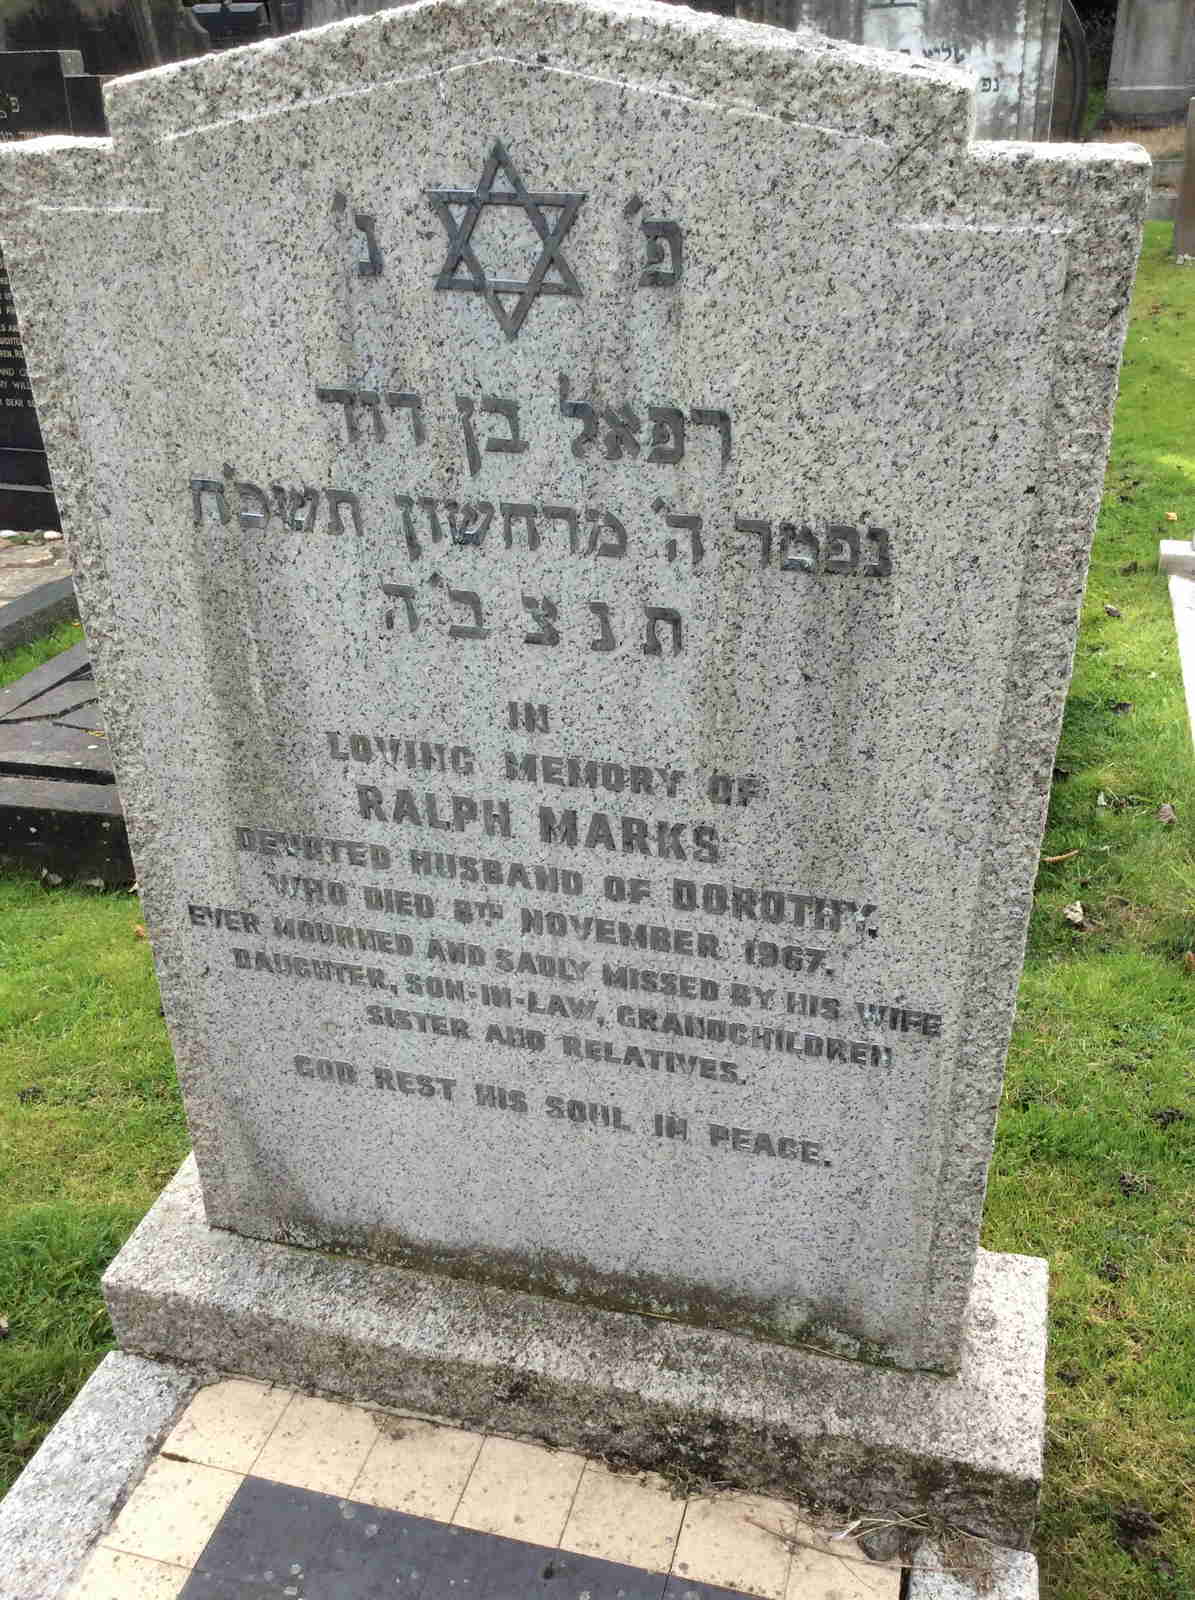 פ' נ'
רפאל בן דוד
נפטר ה' מרחשון תשכ'ח
ת נ צ ב'ה
IN
LOVING MEMORY OF
RALPH MARKS
DEVOTED HUSBAND OF DOROTHY,
WHO DIED 8TH NOVEMBER 1967.
EVER MOURNED AND SADLY MISSED BY HIS WIFE
DAUGHTER, SON-IN-LAW, GRANDCHILDREN
SISTER AND RELATIVES.
GOD REST HIS SOUL IN PEACE.